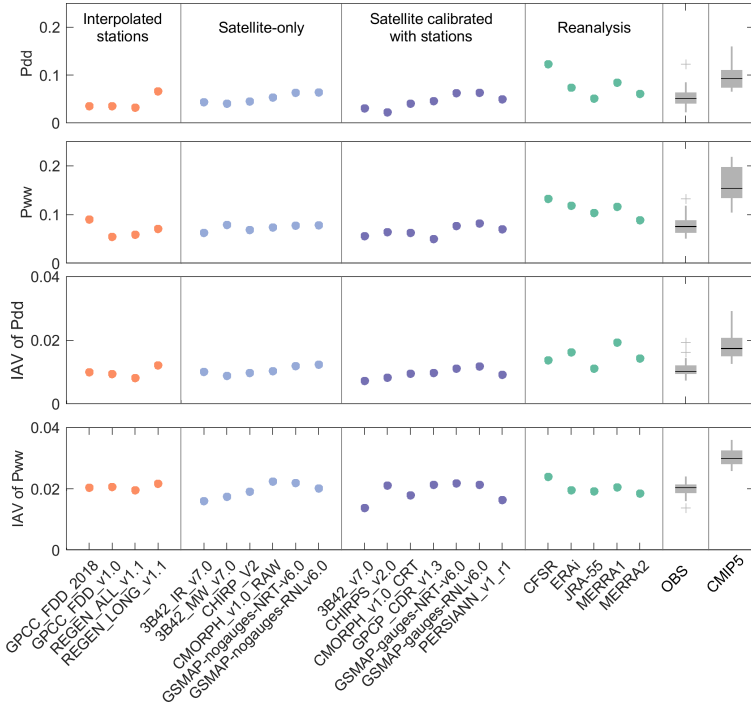 Interpolated
stations
Satellite-only
Satellite calibrated
with stations
Reanalysis
Pdd
0.2
0.1
0
Pww
0.2
0.1
0
IAV of Pdd
0.04
0.02
0
IAV of Pww
0.04
0.02
0
GPCC_FDD_2018
GPCC_FDD_v1.0
REGEN_ALL_v1.1
REGEN_LONG_v1.1
3B42_IR_v7.0
3B42_MW_v7.0
CHIRP_V2
CMORPH_v1.0_RAW
GSMAP-nogauges-NRT-v6.0
GSMAP-nogauges-RNLv6.0
3B42_v7.0
CHIRPS_v2.0
CMORPH_v1.0_CRT
GPCP_CDR_v1.3
GSMAP-gauges-NRT-v6.0
GSMAP-gauges-RNLv6.0
PERSIANN_v1_r1
CFSR
ERAi
JRA-55
MERRA1
MERRA2
OBS
CMIP5